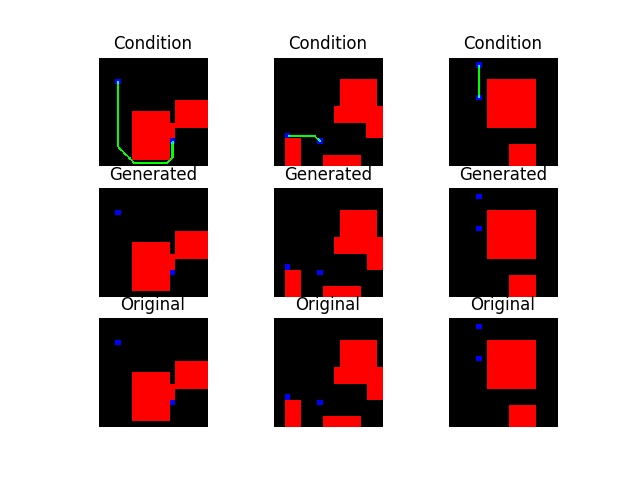 Condition Condition Condition
Generated Generated Generated
Original Original Original